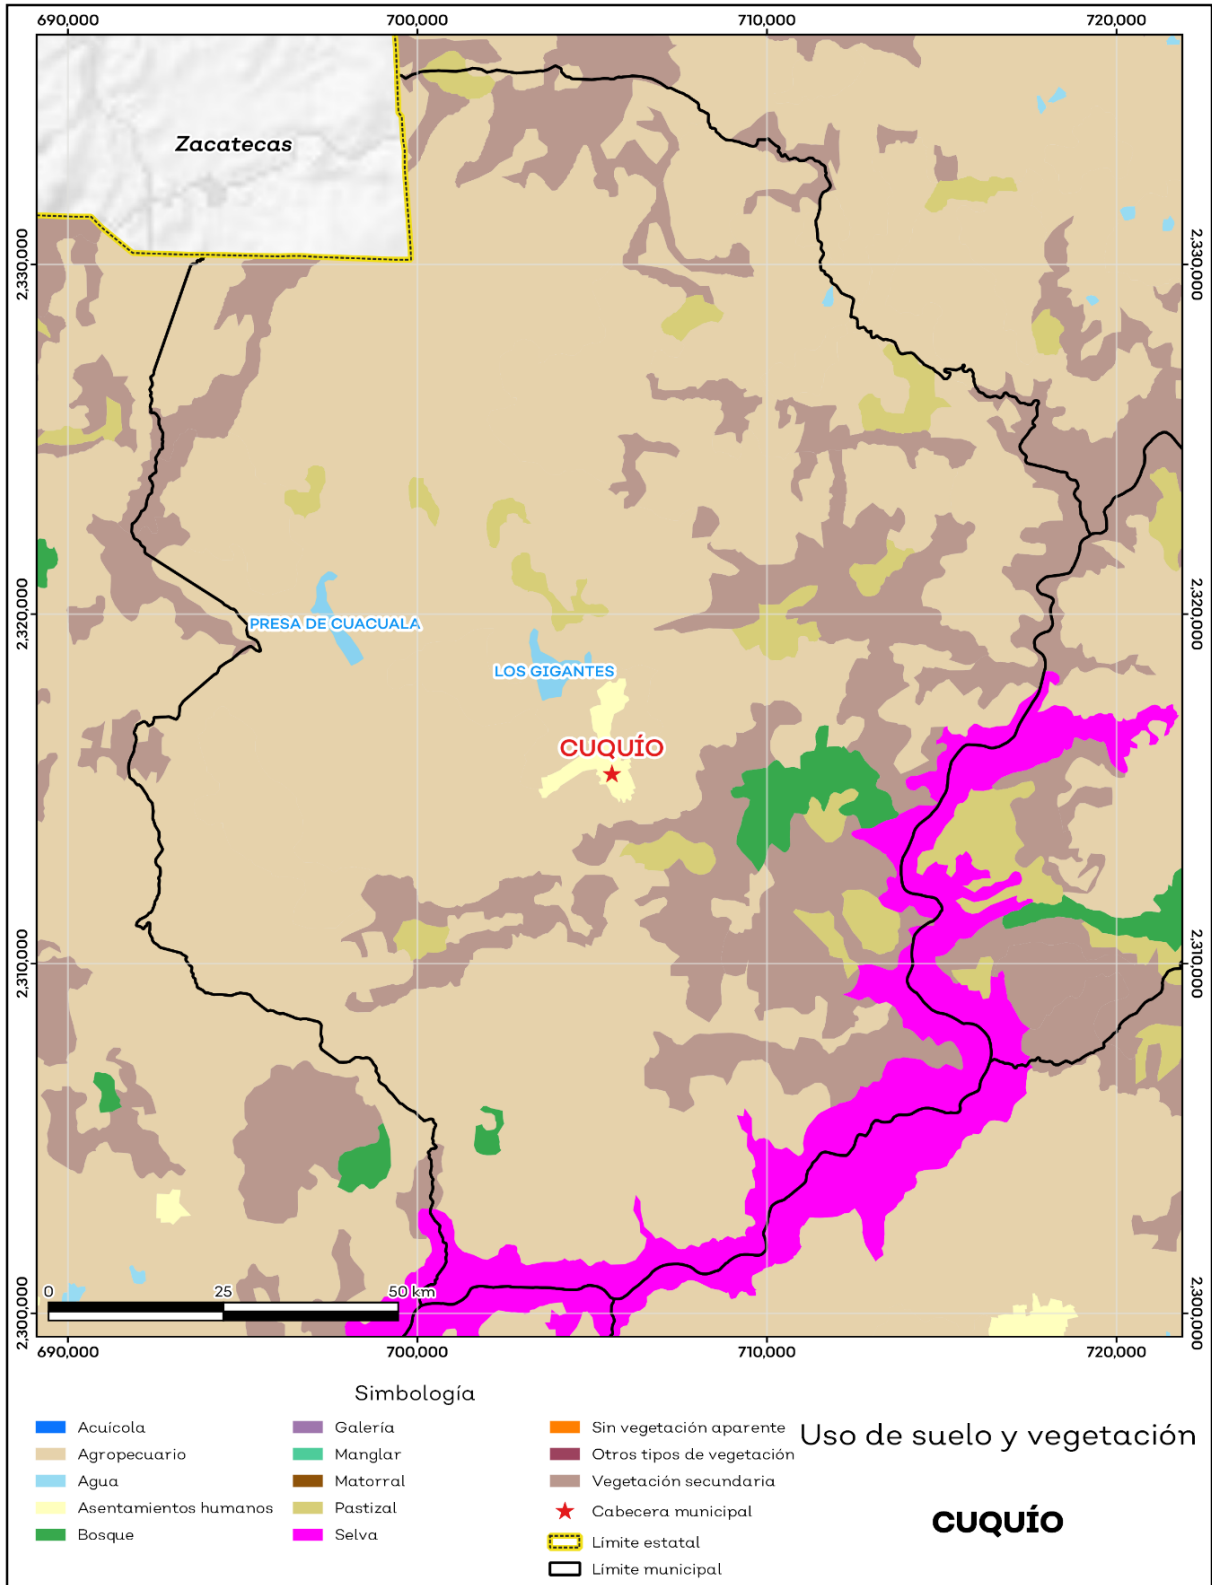 690,000 700,000 710,000 720,000
Zacatecas
2,330,000 2,330,000
2,320,000 2,320,000
PRESA DE CUACUALA
LOS GIGANTES
CUQUÍO
2,310,000 2,310,000
2,300,000 2,300,000
0 25 50 km
690,000 700,000 710,000 720,000
Simbología
Acuícola
Agropecuario
Agua
Asentamientos humanos
Bosque
Galería
Manglar
Matorral
Pastizal
Selva
Sin vegetación aparente
Otros tipos de vegetación
Vegetación secundaria
Cabecera municipal
Límite estatal
Límite municipal
Uso de suelo y vegetación
CUQUÍO